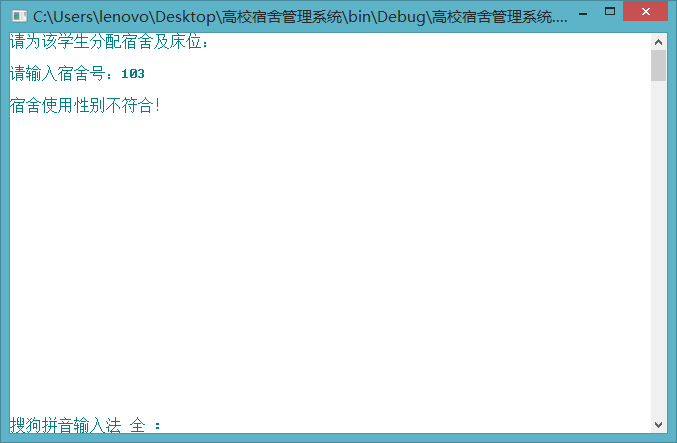 C:\Users\lenovo\Desktop\高校宿舍管理系统\bin\Debug\高校宿舍管理系统....
请为该学生分配宿舍及床位:
请输入宿舍号: 103
宿舍使用性别不符合!
搜狗拼音输入法 全 :